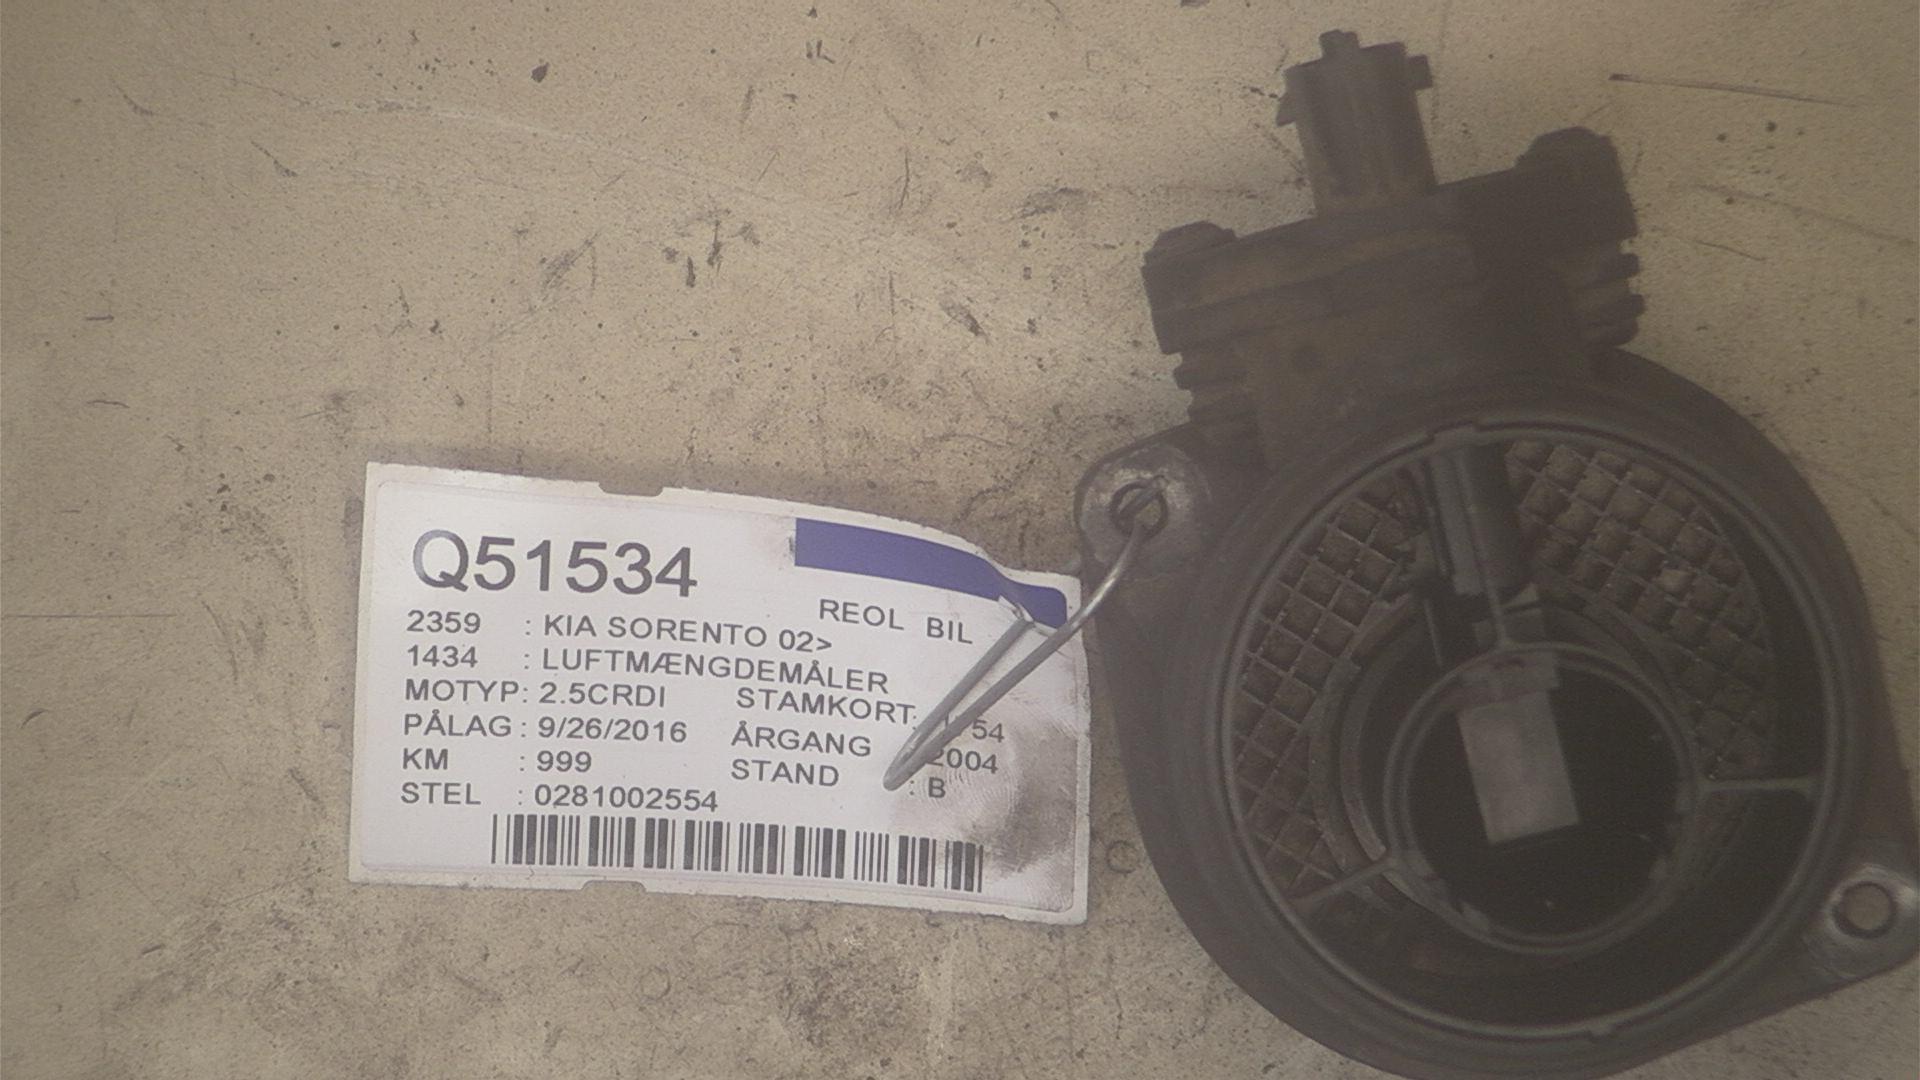 Q51534
REOL BIL
2359 : KIA SORENTO 02>
1434 : LUFTMÆNGDEMÅLER
MOTYP: 2.5CRDI STAMKORT:
PÅLAG : 9/26/2016 ÅRGANG 2004
KM : 999 STAND : B
STEL : 0281002554